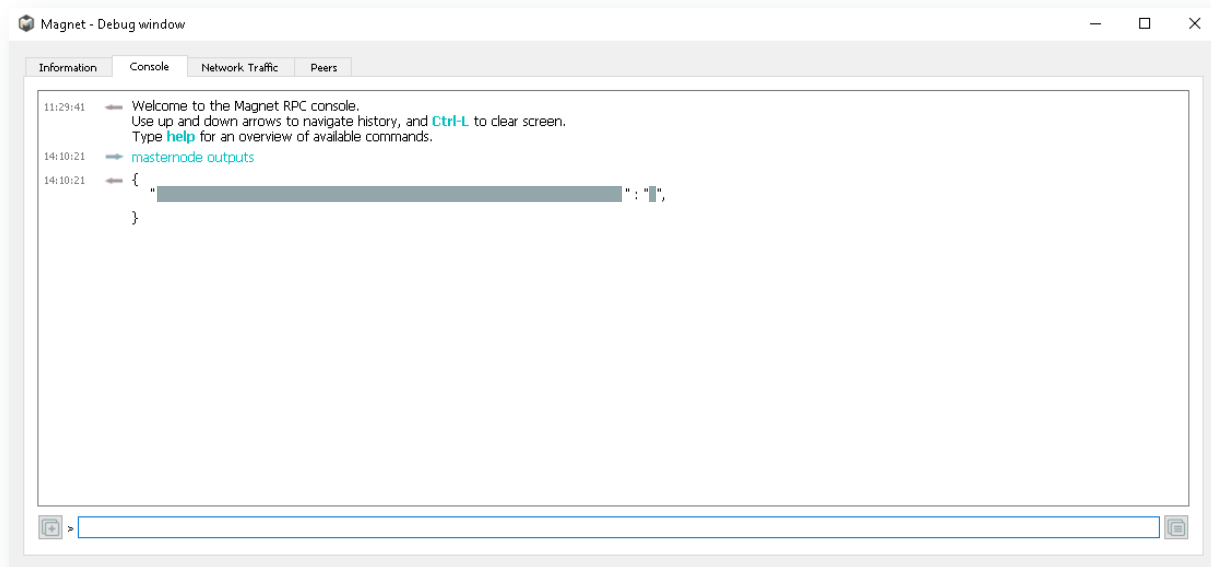 Magnet - Debug window
Information Console Network Traffic Peers
11:29:41 Welcome to the Magnet RPC console.
Use up and down arrows to navigate history, and Ctrl-L to clear screen.
Type help for an overview of available commands.
14:10:21 masternode outputs
14:10:21 {
" " : " ",
}
>